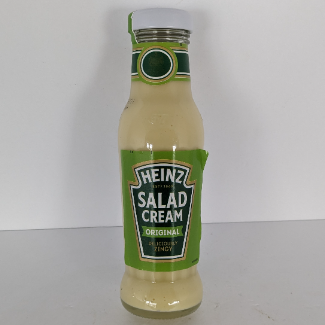 HEINZ
SALAD
CREAM
ORIGINAL
DELICIOUSLY
TANGY